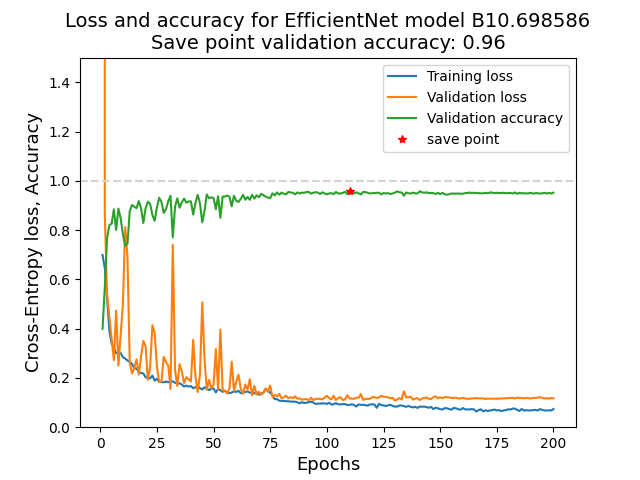 Loss and accuracy for EfficientNet model B10.698586
Save point validation accuracy: 0.96
Training loss
Validation loss
Validation accuracy
save point
Cross-Entropy loss, Accuracy
1.4
1.2
1.0
0.8
0.6
0.4
0.2
0.0
0 25 50 75 100 125 150 175 200
Epochs